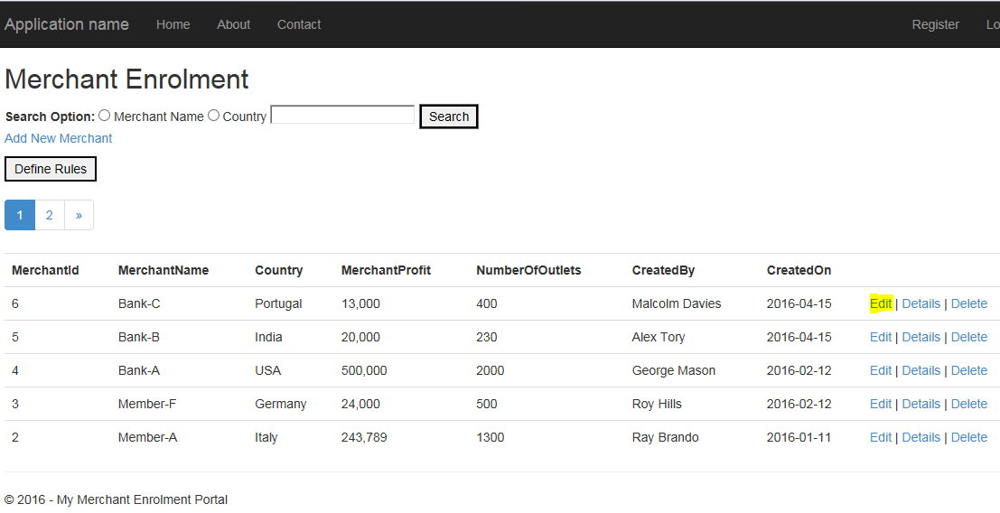 Application name Home About Contact Register Lo
Merchant Enrolment
Search Option: Merchant Name Country Search
Add New Merchant
Define Rules
1 2 »
MerchantId MerchantName Country MerchantProfit NumberOfOutlets CreatedBy CreatedOn
6 Bank-C Portugal 13,000 400 Malcolm Davies 2016-04-15 Edit | Details | Delete
5 Bank-B India 20,000 230 Alex Tory 2016-04-15 Edit | Details | Delete
4 Bank-A USA 500,000 2000 George Mason 2016-02-12 Edit | Details | Delete
3 Member-F Germany 24,000 500 Roy Hills 2016-02-12 Edit | Details | Delete
2 Member-A Italy 243,789 1300 Ray Brando 2016-01-11 Edit | Details | Delete
© 2016 - My Merchant Enrolment Portal